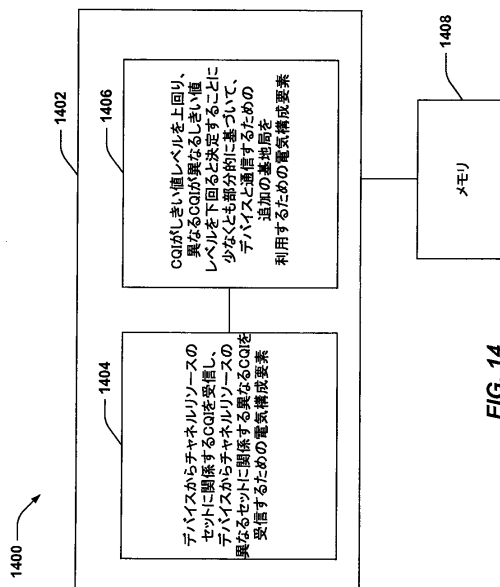 1400
1402
1404
デバイスからチャネルリソースの
セットに関係するCQIを受信し、
デバイスからチャネルリソースの
異なるセットに関係する異なるCQIを
受信するための電気構成要素
1406
CQIがしきい値レベルを上回り、
異なるCQIが異なるしきい値
レベルを下回ると決定することに
少なくとも部分的に基づいて、
デバイスと通信するための
追加の基地局を
利用するための電気構成要素
1408
メモリ
FIG. 14